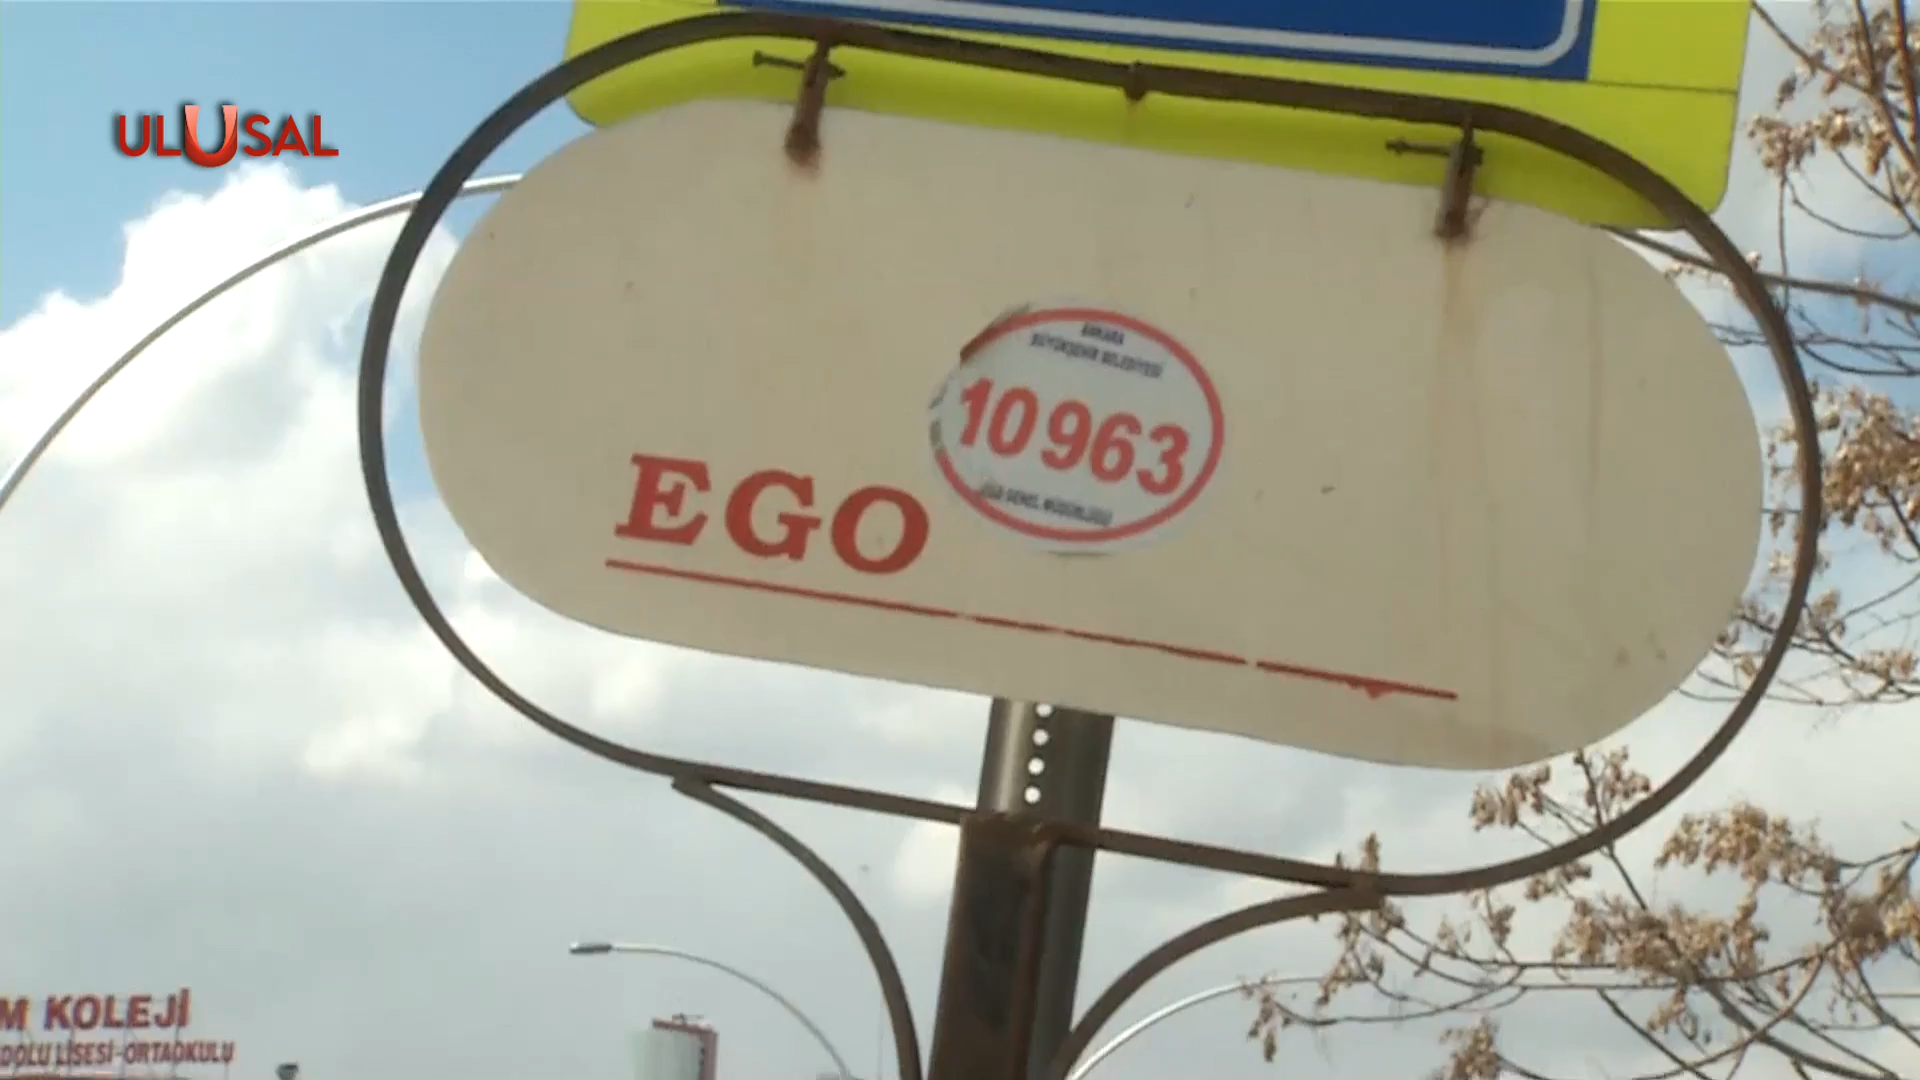 ULUSAL
ANKARA
BÜYÜKŞEHİR BELEDİYESİ
10963
EGO GENEL MÜDÜRLÜĞÜ
EGO
M KOLEJİ
DOLU LİSESİ-ORTAOKULU